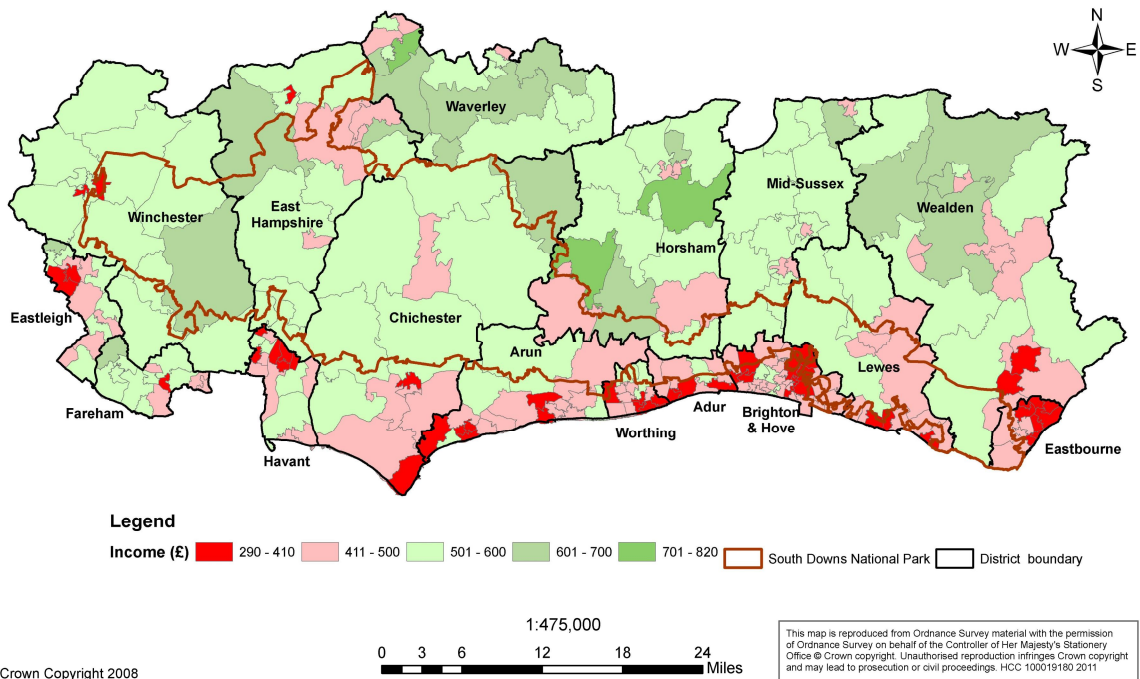 N
W E
S
Waverley
Mid-Sussex
Winchester
East
Hampshire
Wealden
Horsham
Eastleigh
Chichester
Arun
Lewes
Fareham
Adur
Brighton
& Hove
Worthing
Eastbourne
Havant
Legend
Income (£) 290 - 410 411 - 500 501 - 600 601 - 700 701 - 820 South Downs National Park District boundary
1:475,000
0 3 6 12 18 24
Miles
This map is reproduced from Ordnance Survey material with the permission
of Ordnance Survey on behalf of the Controller of Her Majesty's Stationery
Office © Crown copyright. Unauthorised reproduction infringes Crown copyright
and may lead to prosecution or civil proceedings. HCC 100019180 2011
Crown Copyright 2008